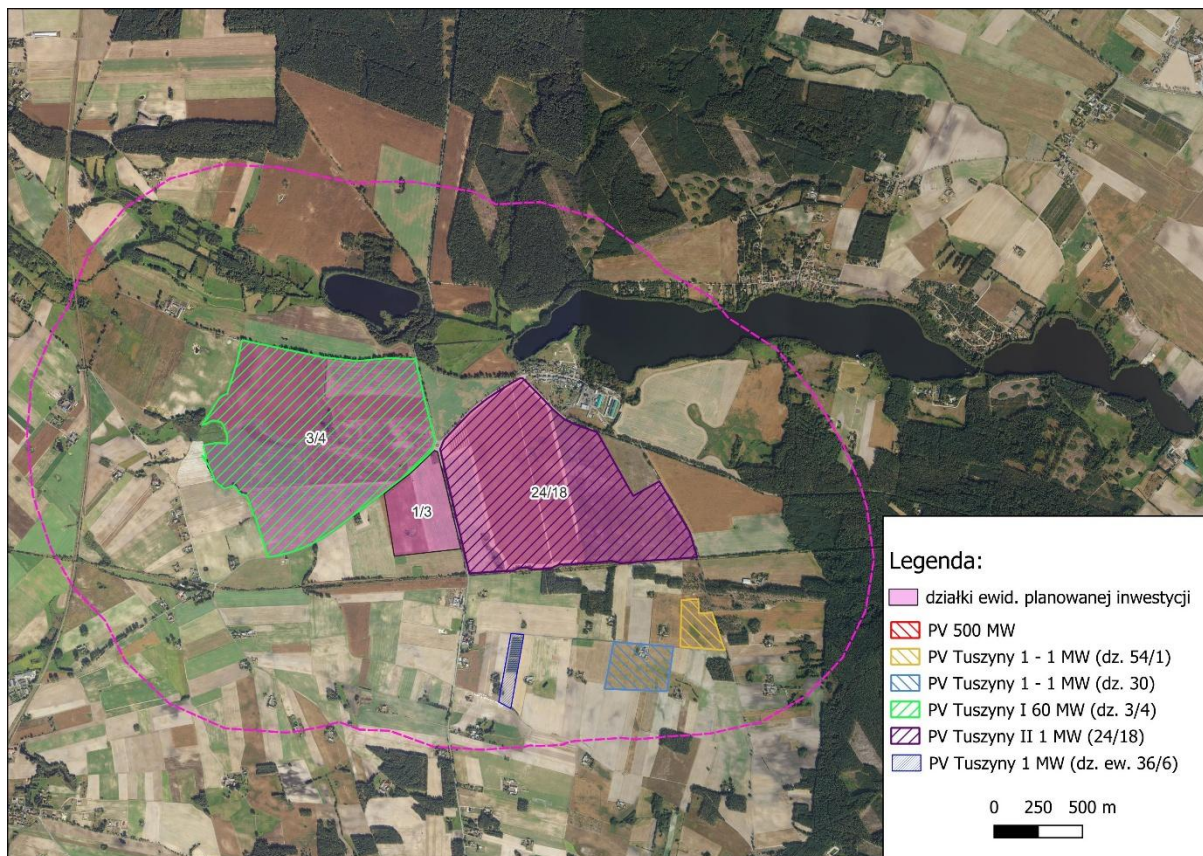 3/4
24/18
1/3
Legenda:
działki ewid. planowanej inwestycji
PV 500 MW
PV Tuszyny 1 - 1 MW (dz. 54/1)
PV Tuszyny 1 - 1 MW (dz. 30)
PV Tuszyny I 60 MW (dz. 3/4)
PV Tuszyny II 1 MW (24/18)
PV Tuszyny 1 MW (dz. ew. 36/6)
0 250 500 m